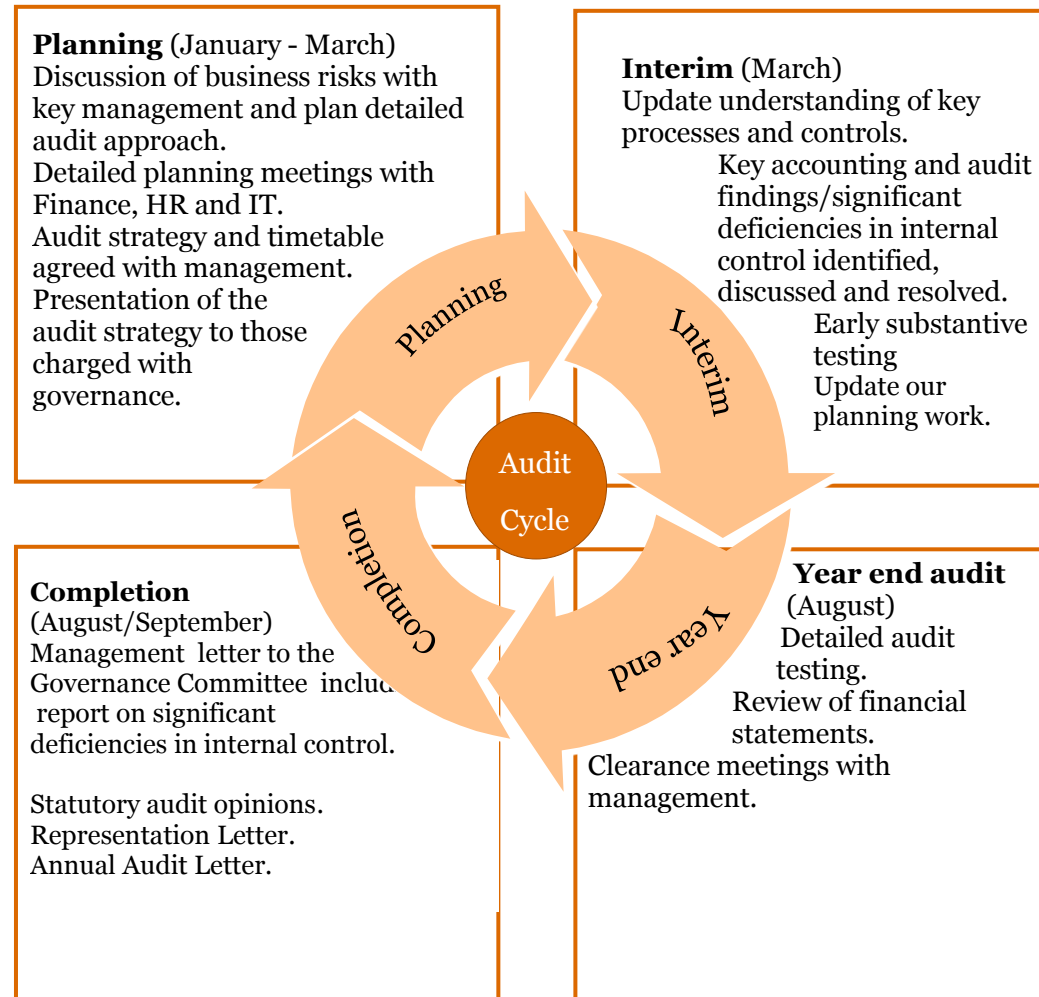 Planning (January - March)
Discussion of business risks with
key management and plan detailed
audit approach.
Detailed planning meetings with
Finance, HR and IT.
Audit strategy and timetable
agreed with management.
Presentation of the
audit strategy to those
charged with
governance.
Interim (March)
Update understanding of key
processes and controls.
Key accounting and audit
findings/significant
deficiencies in internal
control identified,
discussed and resolved.
Early substantive
testing
Update our
planning work.
Planning
Interim
Audit
Cycle
Completion
Year end
Completion
(August/September)
Management letter to the
Governance Committee includ
report on significant
deficiencies in internal control.
Statutory audit opinions.
Representation Letter.
Annual Audit Letter.
Year end audit
(August)
Detailed audit
testing.
Review of financial
statements.
Clearance meetings with
management.